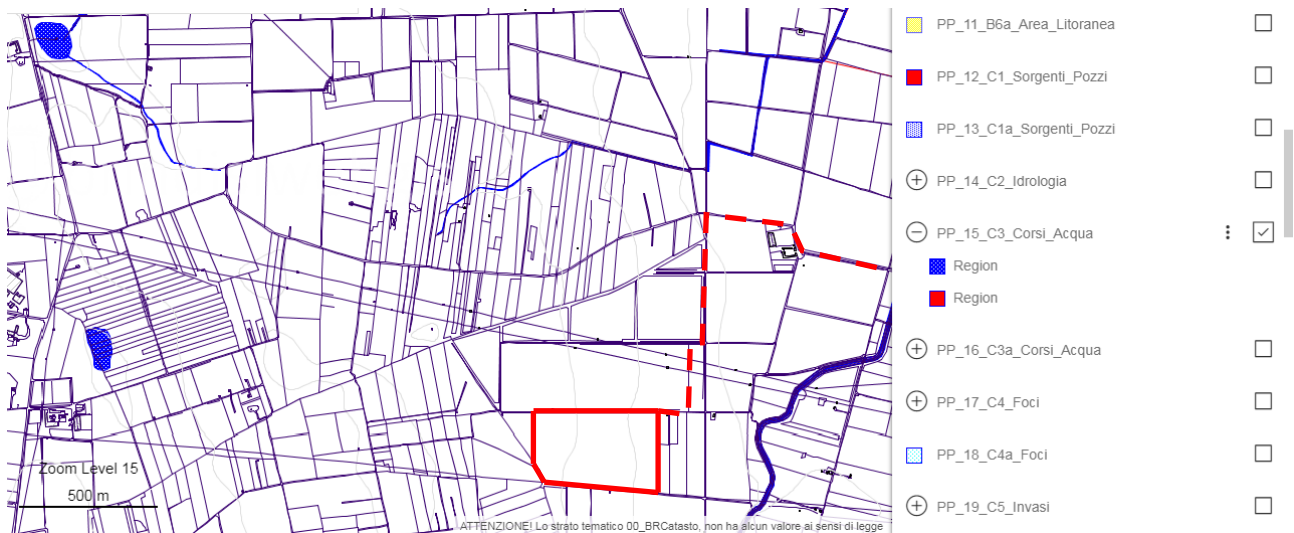 PP_11_B6a_Area_Litoranea
PP_12_C1_Sorgenti_Pozzi
PP_13_C1a_Sorgenti_Pozzi
PP_14_C2_Idrologia
PP_15_C3_Corsi_Acqua
Region
Region
PP_16_C3a_Corsi_Acqua
PP_17_C4_Foci
PP_18_C4a_Foci
PP_19_C5_Invasi
Zoom Level 15
500 m
ATTENZIONE! Lo strato tematico 00_BRCatasto, non ha alcun valore ai sensi di legge